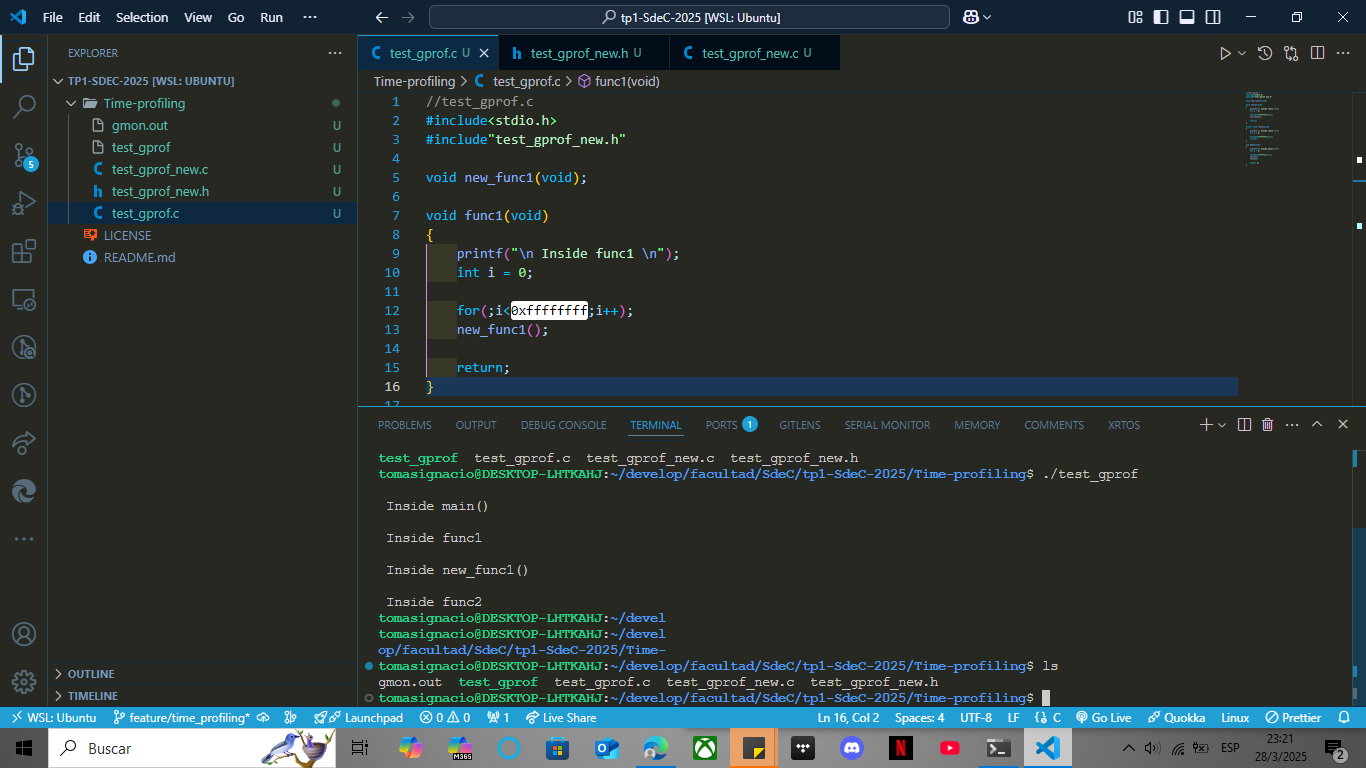 File Edit Selection View Go Run ··· tp1-SdeC-2025 [WSL: Ubuntu]
EXPLORER
TP1-SDEC-2025 [WSL: UBUNTU]
Time-profiling
gmon.out U
test_gprof U
C test_gprof_new.c U
h test_gprof_new.h U
C test_gprof.c U
LICENSE
README.md
5
OUTLINE
TIMELINE
C test_gprof.c U h test_gprof_new.h U C test_gprof_new.c U
Time-profiling > C test_gprof.c > func1(void)
1 //test_gprof.c
2 #include<stdio.h>
3 #include"test_gprof_new.h"
4
5 void new_func1(void);
6
7 void func1(void)
8 {
9 printf("\n Inside func1 \n");
10 int i = 0;
11
12 for(;i<0xffffffff;i++);
13 new_func1();
14
15 return;
16 }
17
PROBLEMS OUTPUT DEBUG CONSOLE TERMINAL PORTS 1 GITLENS SERIAL MONITOR MEMORY COMMENTS XRTOS
test_gprof test_gprof.c test_gprof_new.c test_gprof_new.h
tomasignacio@DESKTOP-LHTKAHJ:~/develop/facultad/SdeC/tp1-SdeC-2025/Time-profiling$ ./test_gprof
Inside main()
Inside func1
Inside new_func1()
Inside func2
tomasignacio@DESKTOP-LHTKAHJ:~/devel
tomasignacio@DESKTOP-LHTKAHJ:~/devel
op/facultad/SdeC/tp1-SdeC-2025/Time-
tomasignacio@DESKTOP-LHTKAHJ:~/develop/facultad/SdeC/tp1-SdeC-2025/Time-profiling$ ls
gmon.out test_gprof test_gprof.c test_gprof_new.c test_gprof_new.h
tomasignacio@DESKTOP-LHTKAHJ:~/develop/facultad/SdeC/tp1-SdeC-2025/Time-profiling$
WSL: Ubuntu feature/time_profiling* Launchpad 0 0 1 Live Share Ln 16, Col 2 Spaces: 4 UTF-8 LF {} C Go Live Quokka Linux Prettier
Buscar M365 N ESP 23:21
28/3/2025 2